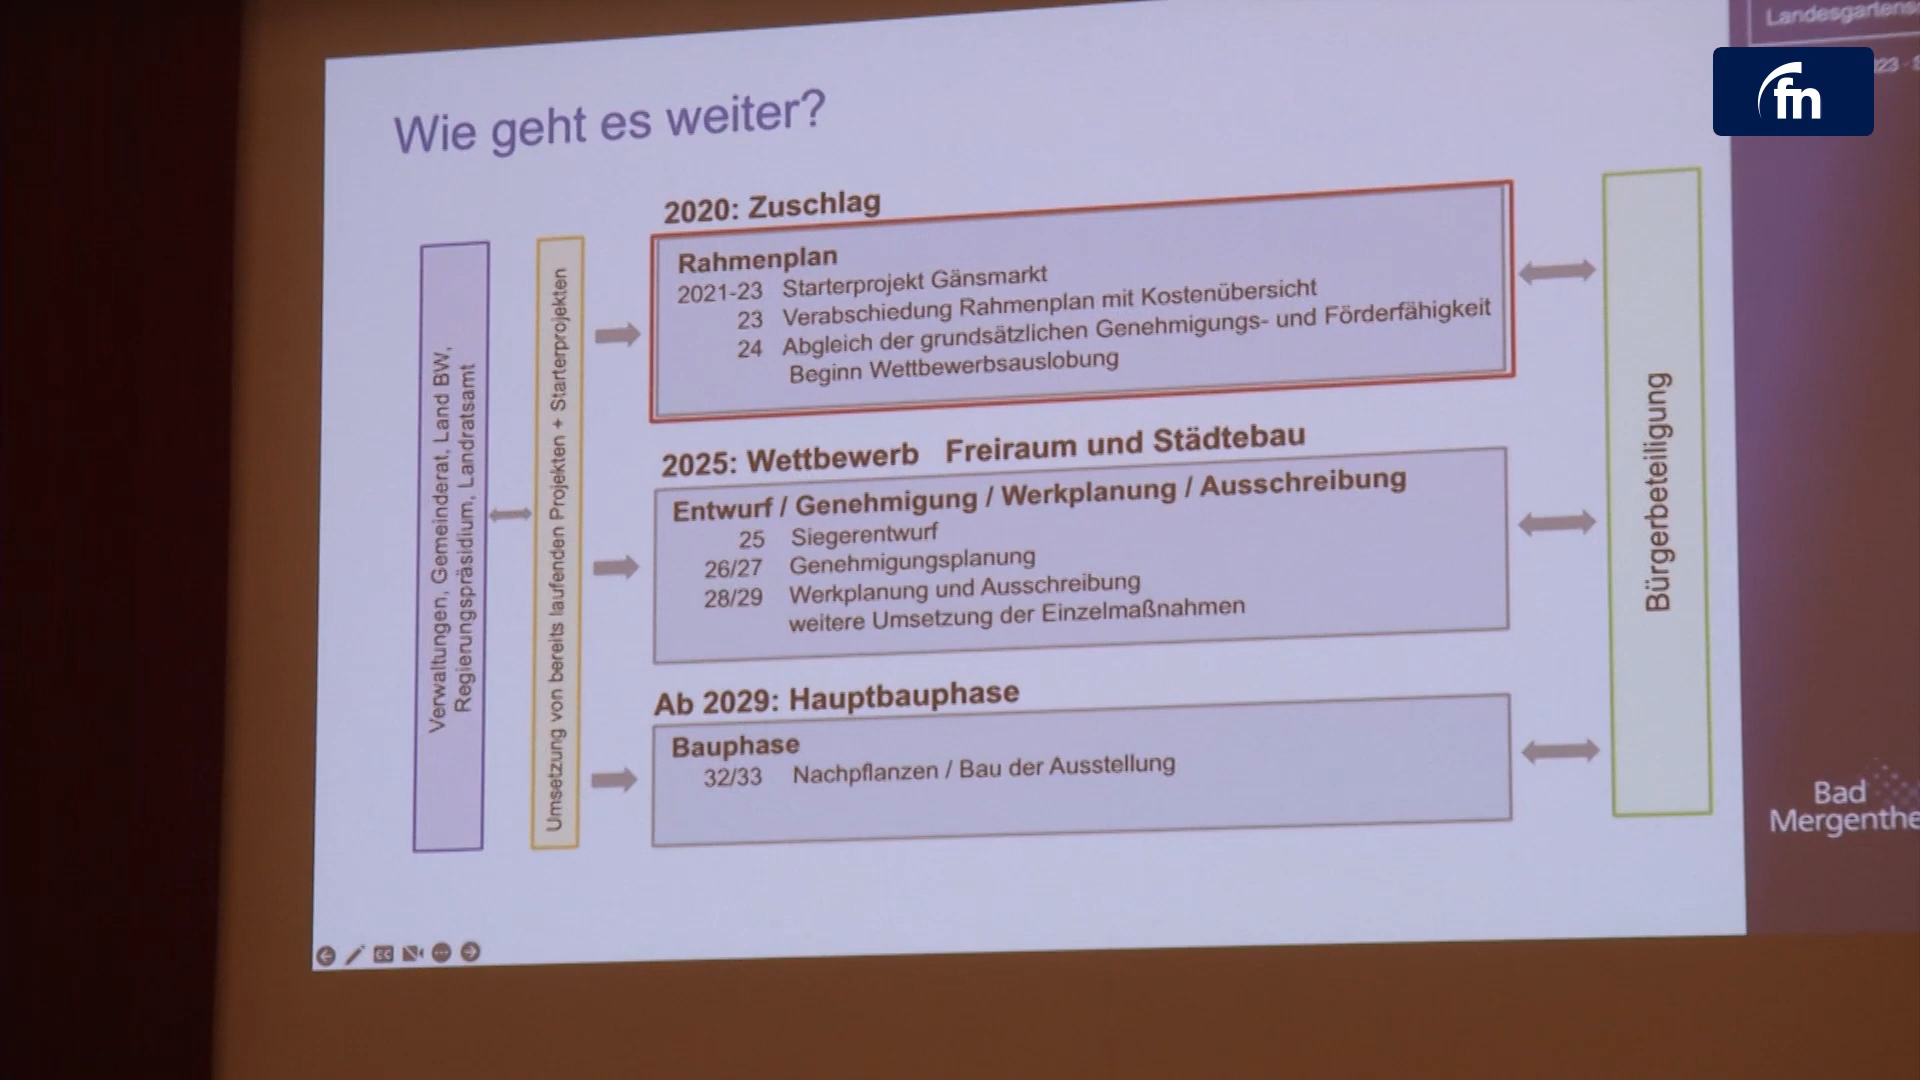 Landesgartens
fn
23
Wie geht es weiter?
Verwaltungen, Gemeinderat, Land BW,
Regierungspräsidium, Landratsamt
Umsetzung von bereits laufenden Projekten + Starterprojekten
2020: Zuschlag
Rahmenplan
2021-23 Starterprojekt Gänsmarkt
23 Verabschiedung Rahmenplan mit Kostenübersicht
24 Abgleich der grundsätzlichen Genehmigungs- und Förderfähigkeit
Beginn Wettbewerbsauslobung
2025: Wettbewerb Freiraum und Städtebau
Entwurf / Genehmigung / Werkplanung / Ausschreibung
25 Siegerentwurf
26/27 Genehmigungsplanung
28/29 Werkplanung und Ausschreibung
weitere Umsetzung der Einzelmaßnahmen
Ab 2029: Hauptbauphase
Bauphase
32/33 Nachpflanzen / Bau der Ausstellung
Bürgerbeteiligung
Bad
Mergenthe
CC